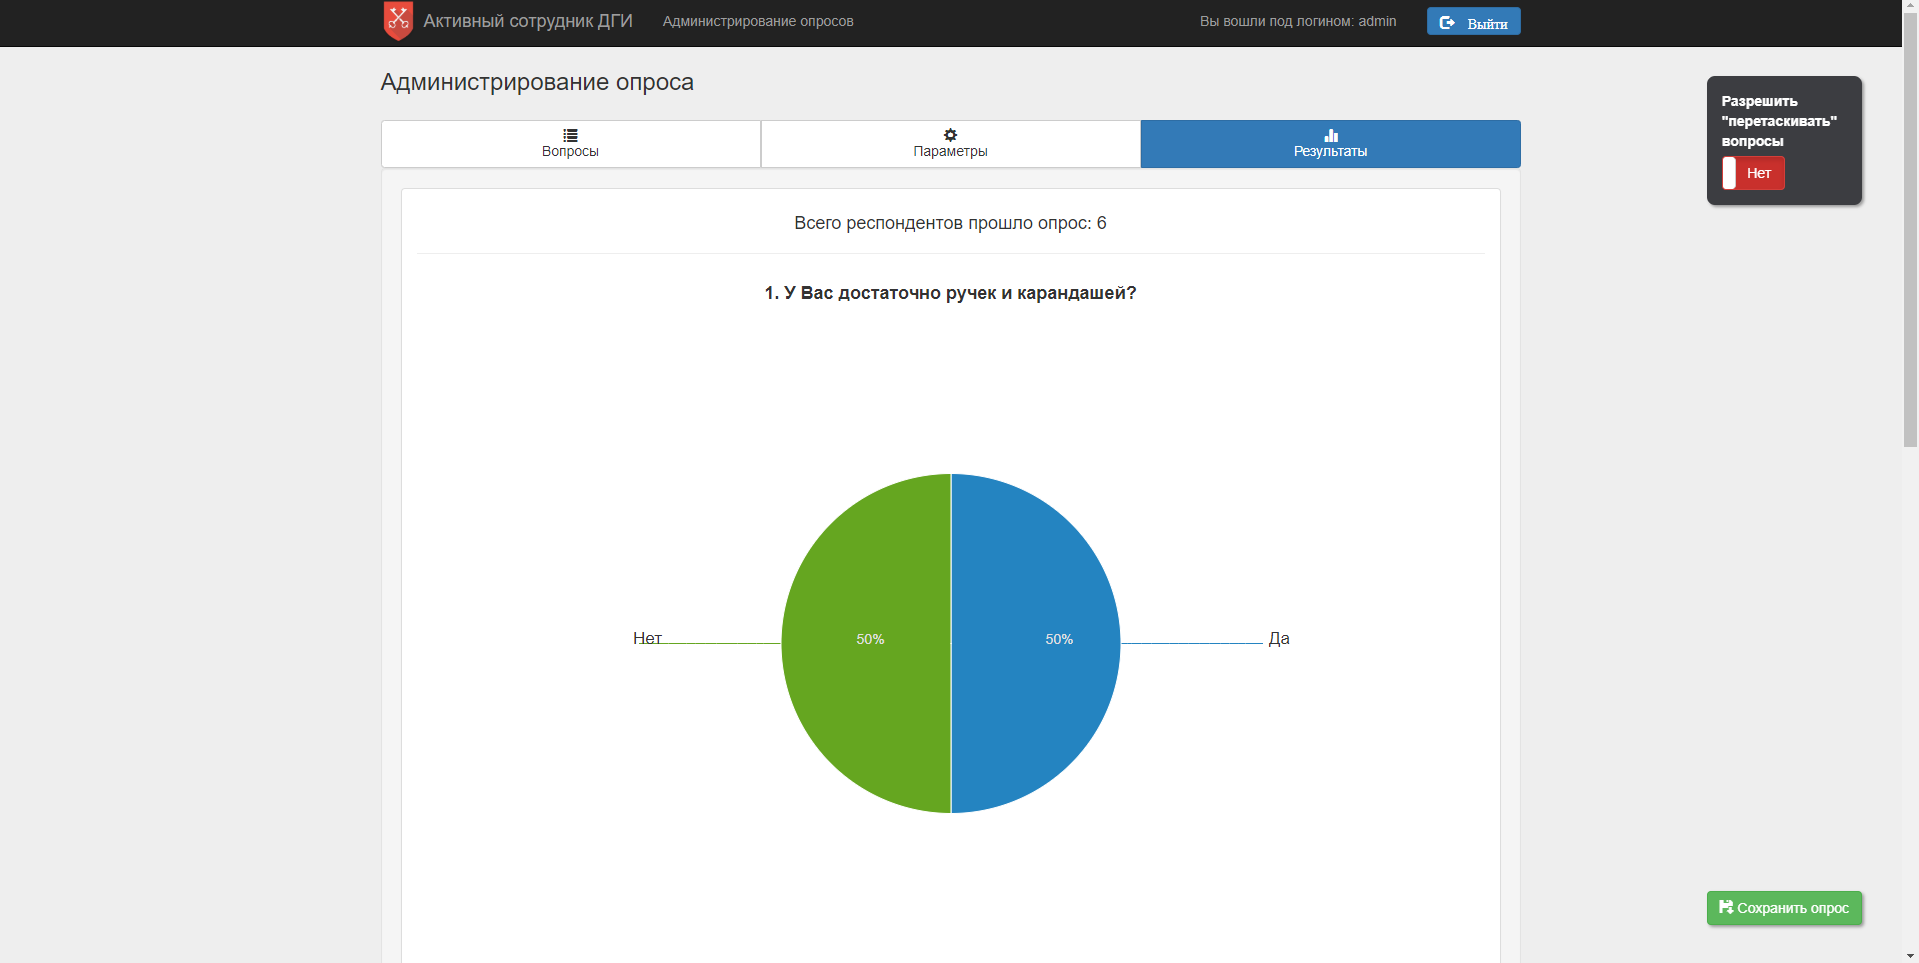 Активный сотрудник ДГИ
Администрирование опросов
Вы вошли под логином: admin
Выйти
Администрирование опроса
Разрешить
"перетаскивать"
вопросы
Нет
Вопросы
Параметры
Результаты
Всего респондентов прошло опрос: 6
1. У Вас достаточно ручек и карандашей?
Нет
50%
50%
Да
Сохранить опрос